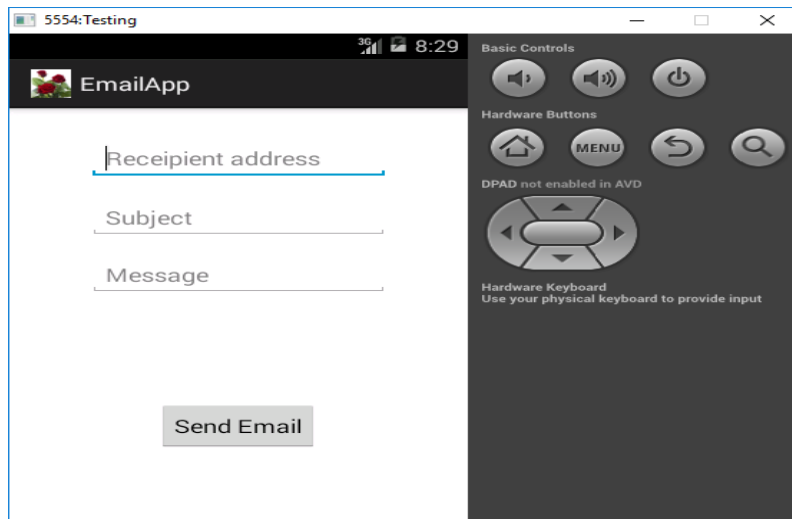 5554:Testing
3G 8:29
EmailApp
Receipient address
Subject
Message
Send Email
Basic Controls
Hardware Buttons
MENU
DPAD not enabled in AVD
Hardware Keyboard
Use your physical keyboard to provide input